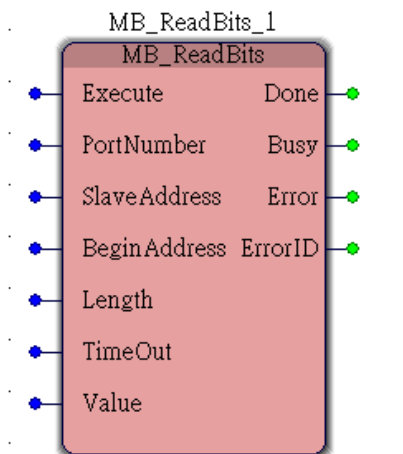 MB_ReadBits_1
MB_ReadBits
Execute Done
PortNumber Busy
SlaveAddress Error
BeginAddress ErrorID
Length
TimeOut
Value